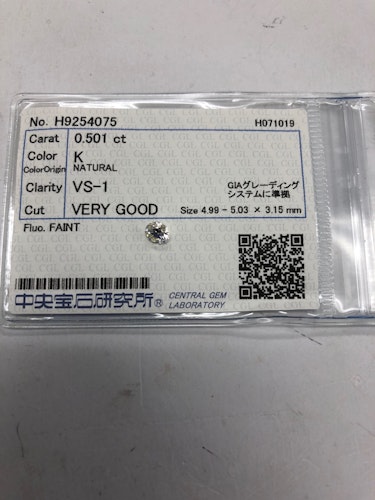 No. H9254075 H071019
Carat 0.501 ct
Color K
ColorOrigin NATURAL
Clarity VS-1 GIAグレーディング
システムに準拠
Cut VERY GOOD Size 4.99 - 5.03 × 3.15 mm
Fluo. FAINT
中央宝石研究所® CENTRAL GEM
LABORATORY